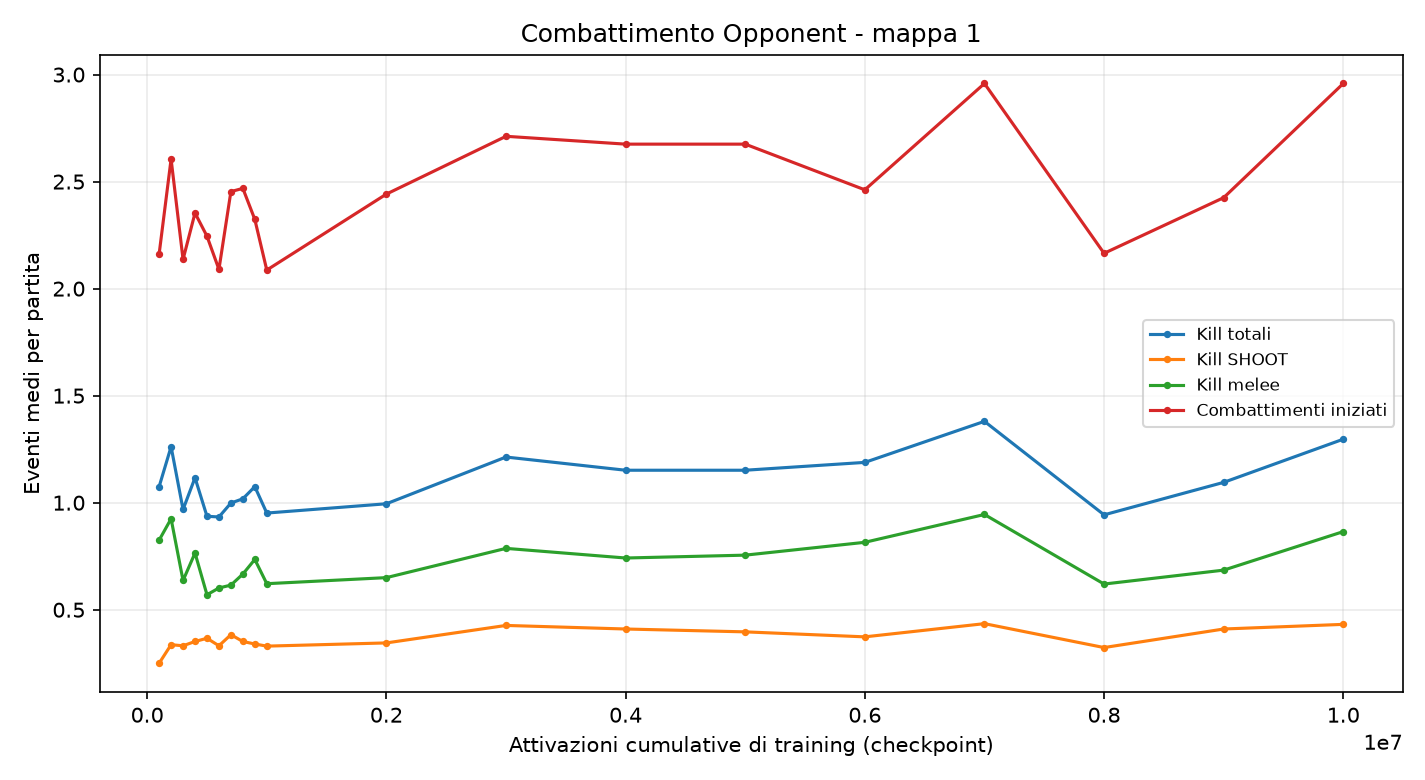 Combattimento Opponent - mappa 1
Eventi medi per partita
3.0
2.5
2.0
1.5
1.0
0.5
Kill totali
Kill SHOOT
Kill melee
Combattimenti iniziati
0.0 0.2 0.4 0.6 0.8 1.0
1e7
Attivazioni cumulative di training (checkpoint)